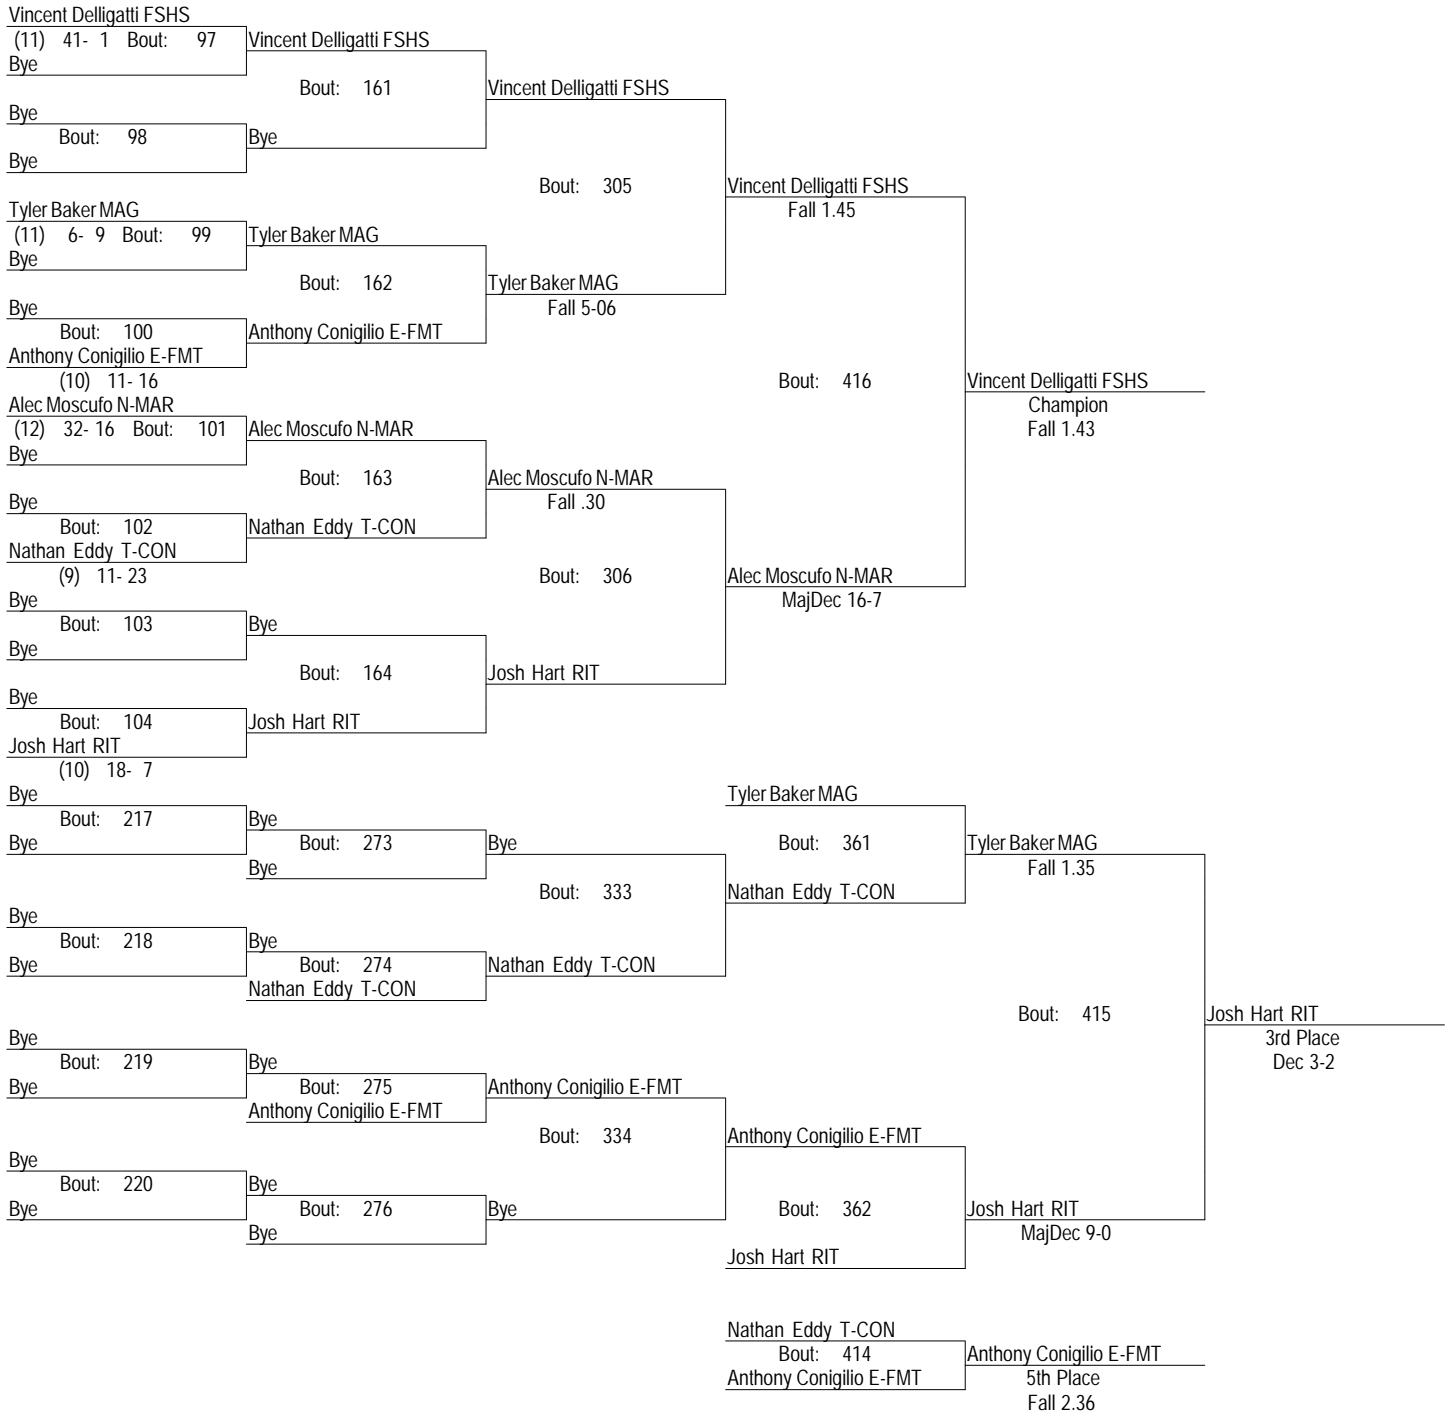 Vincent Delligatti FSHS
(11) 41- 1 Bout: 97 Vincent Delligatti FSHS
Bye
Bout: 161 Vincent Delligatti FSHS
Bye
Bout: 98 Bye
Bye
Bout: 305 Vincent Delligatti FSHS
Fall 1.45
Tyler Baker MAG
(11) 6- 9 Bout: 99 Tyler Baker MAG
Bye
Bout: 162 Tyler Baker MAG
Fall 5-06
Bye
Bout: 100 Anthony Conigilio E-FMT
Anthony Conigilio E-FMT
(10) 11- 16
Bout: 416 Vincent Delligatti FSHS
Champion
Fall 1.43
Alec Moscufo N-MAR
(12) 32- 16 Bout: 101 Alec Moscufo N-MAR
Bye
Bout: 163 Alec Moscufo N-MAR
Fall .30
Bye
Bout: 102 Nathan Eddy T-CON
Nathan Eddy T-CON
(9) 11- 23
Bout: 306 Alec Moscufo N-MAR
MajDec 16-7
Bye
Bout: 103 Bye
Bye
Bout: 164 Josh Hart RIT
Bye
Bout: 104 Josh Hart RIT
Josh Hart RIT
(10) 18- 7
Bye Tyler Baker MAG
Bout: 217 Bye
Bye Bout: 273 Bye Bout: 361 Tyler Baker MAG
Bye Fall 1.35
Bout: 333 Nathan Eddy T-CON
Bye
Bout: 218 Bye
Bye Bout: 274 Nathan Eddy T-CON
Nathan Eddy T-CON
Bout: 415 Josh Hart RIT
3rd Place
Dec 3-2
Bye
Bout: 219 Bye
Bye Bout: 275 Anthony Conigilio E-FMT
Anthony Conigilio E-FMT
Bout: 334 Anthony Conigilio E-FMT
Bye
Bout: 220 Bye
Bye Bout: 276 Bye Bout: 362 Josh Hart RIT
Bye MajDec 9-0
Josh Hart RIT
Nathan Eddy T-CON
Bout: 414 Anthony Conigilio E-FMT
Anthony Conigilio E-FMT 5th Place
Fall 2.36